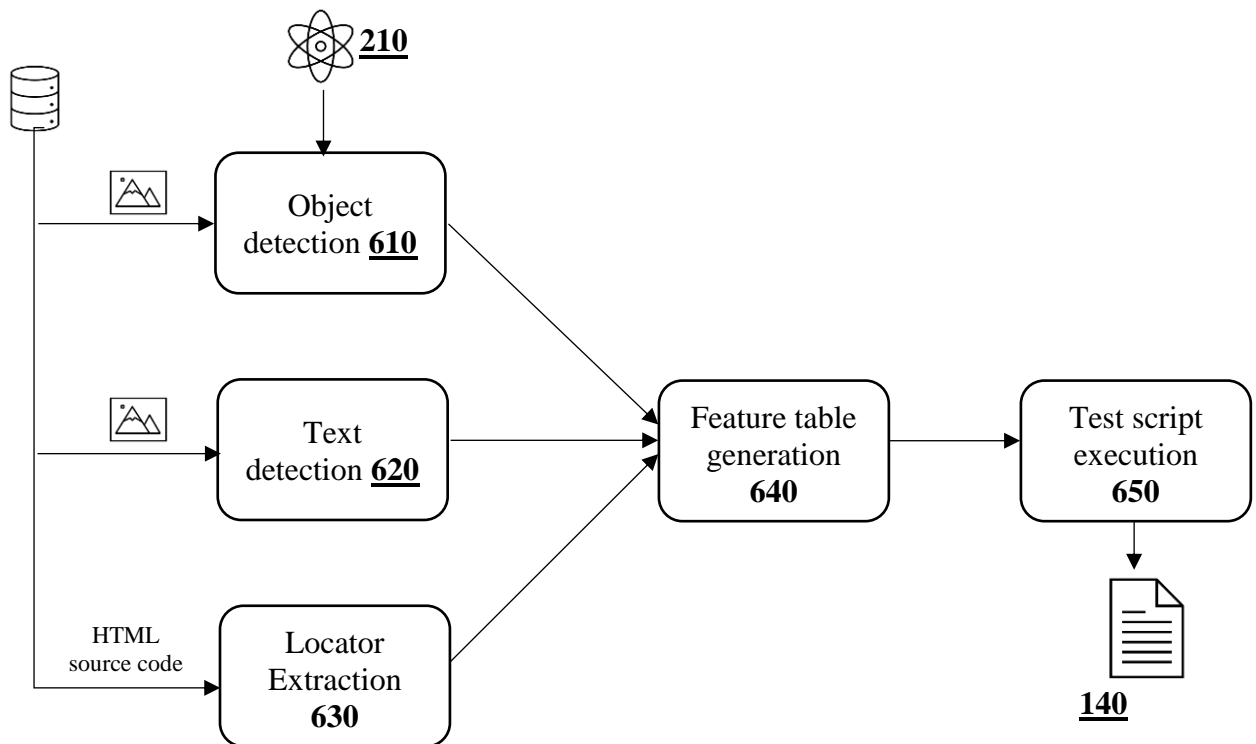 210
Object
detection 610
Text
detection 620
HTML
source code
Locator
Extraction
630
Feature table
generation
640
Test script
execution
650
140